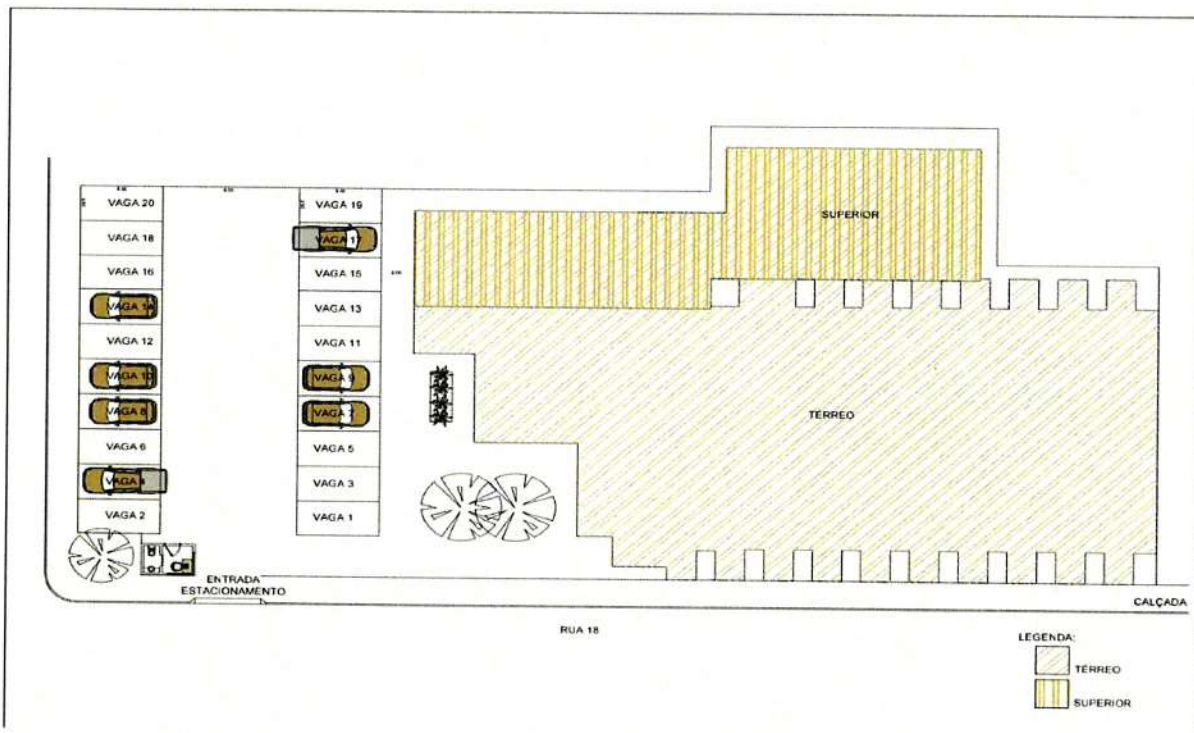 VAGA 20
VAGA 18
VAGA 16
VAGA 14
VAGA 12
VAGA 10
VAGA 8
VAGA 6
VAGA 4
VAGA 2
VAGA 19
VAGA 17
VAGA 15
VAGA 13
VAGA 11
VAGA 9
VAGA 7
VAGA 5
VAGA 3
VAGA 1
SUPERIOR
TÉRREO
ENTRADA
ESTACIONAMENTO
CALÇADA
RUA 18
LEGENDA:
TÉRREO
SUPERIOR